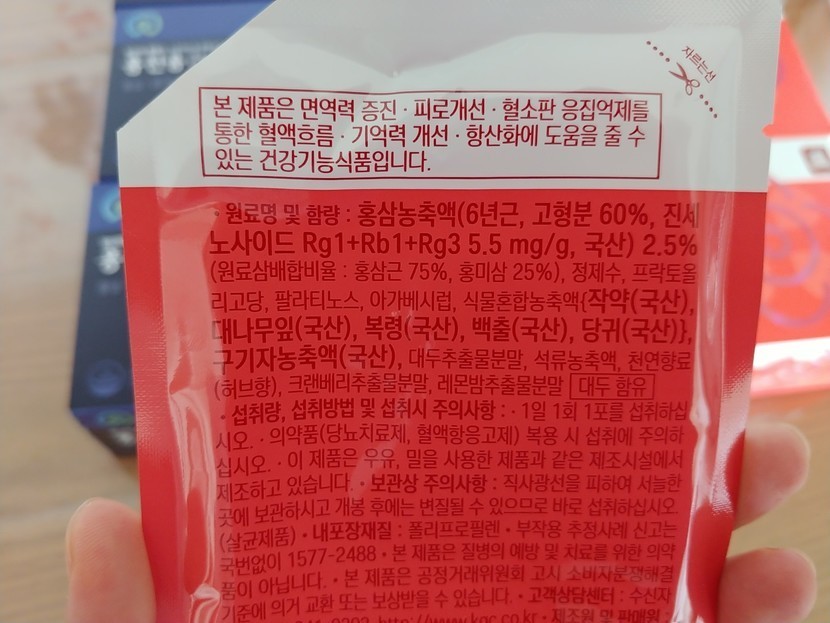 자르는선
본 제품은 면역력 증진 · 피로개선 · 혈소판 응집억제를
통한 혈액흐름 · 기억력 개선 · 항산화에 도움을 줄 수
있는 건강기능식품입니다.
• 원료명 및 함량 : 홍삼농축액(6년근, 고형분 60%, 진세
노사이드 Rg1+Rb1+Rg3 5.5 mg/g, 국산) 2.5%
(원료삼배합비율 : 홍삼근 75%, 홍미삼 25%), 정제수, 프락토올
리고당, 팔라티노스, 아가베시럽, 식물혼합농축액{작약(국산),
대나무잎(국산), 복령(국산), 백출(국산), 당귀(국산)},
구기자농축액(국산), 대두추출물분말, 석류농축액, 천연향료
(허브향), 크랜베리추출물분말, 레몬밤추출물분말 대두 함유
• 섭취량, 섭취방법 및 섭취시 주의사항 : · 1일 1회 1포를 섭취하십
시오. · 의약품(당뇨치료제, 혈액항응고제) 복용 시 섭취에 주의하
십시오. · 이 제품은 우유, 밀을 사용한 제품과 같은 제조시설에서
제조하고 있습니다. • 보관상 주의사항 : 직사광선을 피하여 서늘한
곳에 보관하시고 개봉 후에는 변질될 수 있으므로 바로 섭취하십시오
(살균제품) • 내포장재질 : 폴리프로필렌 • 부작용 추정사례 신고는
국번없이 1577-2488 • 본 제품은 질병의 예방 및 치료를 위한 의약
품이 아닙니다. • 본 제품은 공정거래위원회 고시 소비자분쟁해결
기준에 의거 교환 또는 보상받을 수 있습니다. • 고객상담센터 : 수신자
http://www.kgc.co.kr • 제조원 및 판매원 :